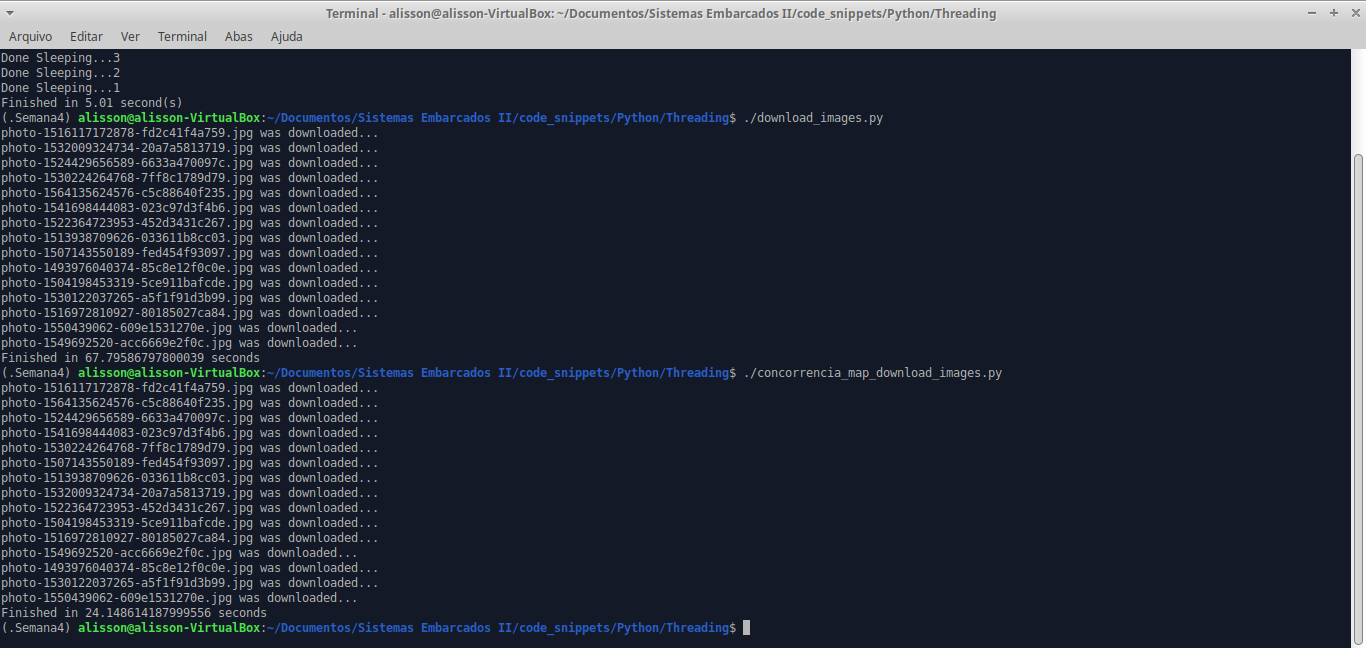 Terminal - alisson@alisson-VirtualBox: ~/Documentos/Sistemas Embarcados II/code_snippets/Python/Threading
Arquivo Editar Ver Terminal Abas Ajuda
Done Sleeping...3
Done Sleeping...2
Done Sleeping...1
Finished in 5.01 second(s)
(.Semana4) alisson@alisson-VirtualBox:~/Documentos/Sistemas Embarcados II/code_snippets/Python/Threading$ ./download_images.py
photo-1516117172878-fd2c41f4a759.jpg was downloaded...
photo-1532009324734-20a7a5813719.jpg was downloaded...
photo-1524429656589-6633a470097c.jpg was downloaded...
photo-1530224264768-7ff8c1789d79.jpg was downloaded...
photo-1564135624576-c5c88640f235.jpg was downloaded...
photo-1541698444083-023c97d3f4b6.jpg was downloaded...
photo-1522364723953-452d3431c267.jpg was downloaded...
photo-1513938709626-033611b8cc03.jpg was downloaded...
photo-1507143550189-fed454f93097.jpg was downloaded...
photo-1493976040374-85c8e12f0c0e.jpg was downloaded...
photo-1504198453319-5ce911bafcde.jpg was downloaded...
photo-1530122037265-a5f1f91d3b99.jpg was downloaded...
photo-1516972810927-80185027ca84.jpg was downloaded...
photo-1550439062-609e1531270e.jpg was downloaded...
photo-1549692520-acc6669e2f0c.jpg was downloaded...
Finished in 67.79586797800039 seconds
(.Semana4) alisson@alisson-VirtualBox:~/Documentos/Sistemas Embarcados II/code_snippets/Python/Threading$ ./concorrencia_map_download_images.py
photo-1516117172878-fd2c41f4a759.jpg was downloaded...
photo-1564135624576-c5c88640f235.jpg was downloaded...
photo-1524429656589-6633a470097c.jpg was downloaded...
photo-1541698444083-023c97d3f4b6.jpg was downloaded...
photo-1530224264768-7ff8c1789d79.jpg was downloaded...
photo-1507143550189-fed454f93097.jpg was downloaded...
photo-1513938709626-033611b8cc03.jpg was downloaded...
photo-1532009324734-20a7a5813719.jpg was downloaded...
photo-1522364723953-452d3431c267.jpg was downloaded...
photo-1504198453319-5ce911bafcde.jpg was downloaded...
photo-1516972810927-80185027ca84.jpg was downloaded...
photo-1549692520-acc6669e2f0c.jpg was downloaded...
photo-1493976040374-85c8e12f0c0e.jpg was downloaded...
photo-1530122037265-a5f1f91d3b99.jpg was downloaded...
photo-1550439062-609e1531270e.jpg was downloaded...
Finished in 24.148614187999556 seconds
(.Semana4) alisson@alisson-VirtualBox:~/Documentos/Sistemas Embarcados II/code_snippets/Python/Threading$